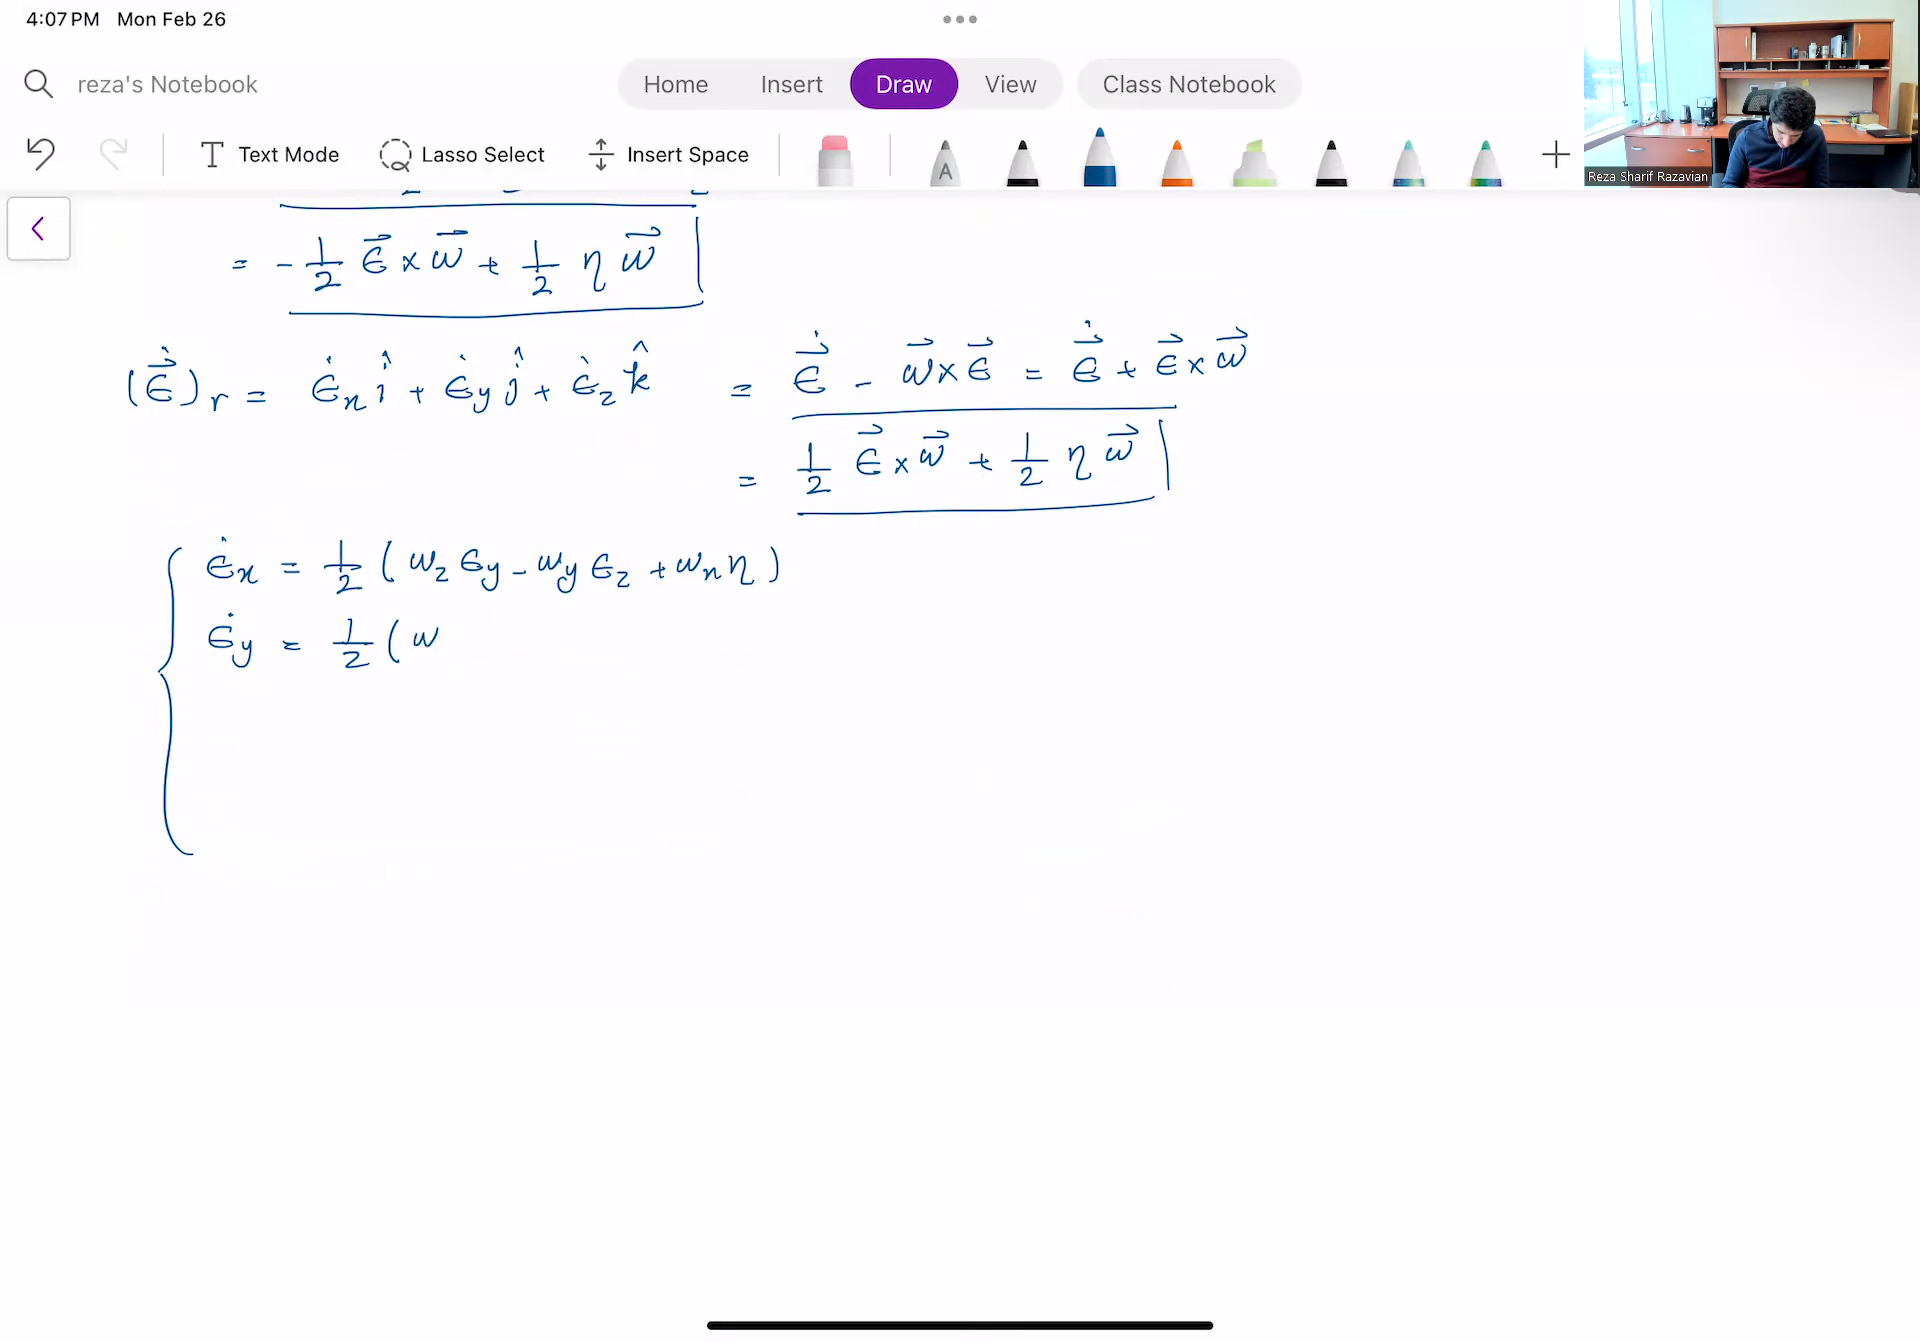 4:07 PM Mon Feb 26
reza's Notebook
Home Insert Draw View Class Notebook
Text Mode Lasso Select Insert Space
A
Reza Sharif Razavian
= -1/2 ϵ⃗ × ω⃗ + 1/2 η ω⃗
(ϵ⃗̇)r = ϵ̇x î + ϵ̇y ĵ + ϵ̇z k̂ = ϵ⃗̇ - ω⃗ × ϵ⃗ = ϵ⃗̇ + ϵ⃗ × ω⃗
= 1/2 ϵ⃗ × ω⃗ + 1/2 η ω⃗
ϵ̇x = 1/2 ( ωz ϵy - ωy ϵz + ωx η )
ϵ̇y = 1/2 ( ω